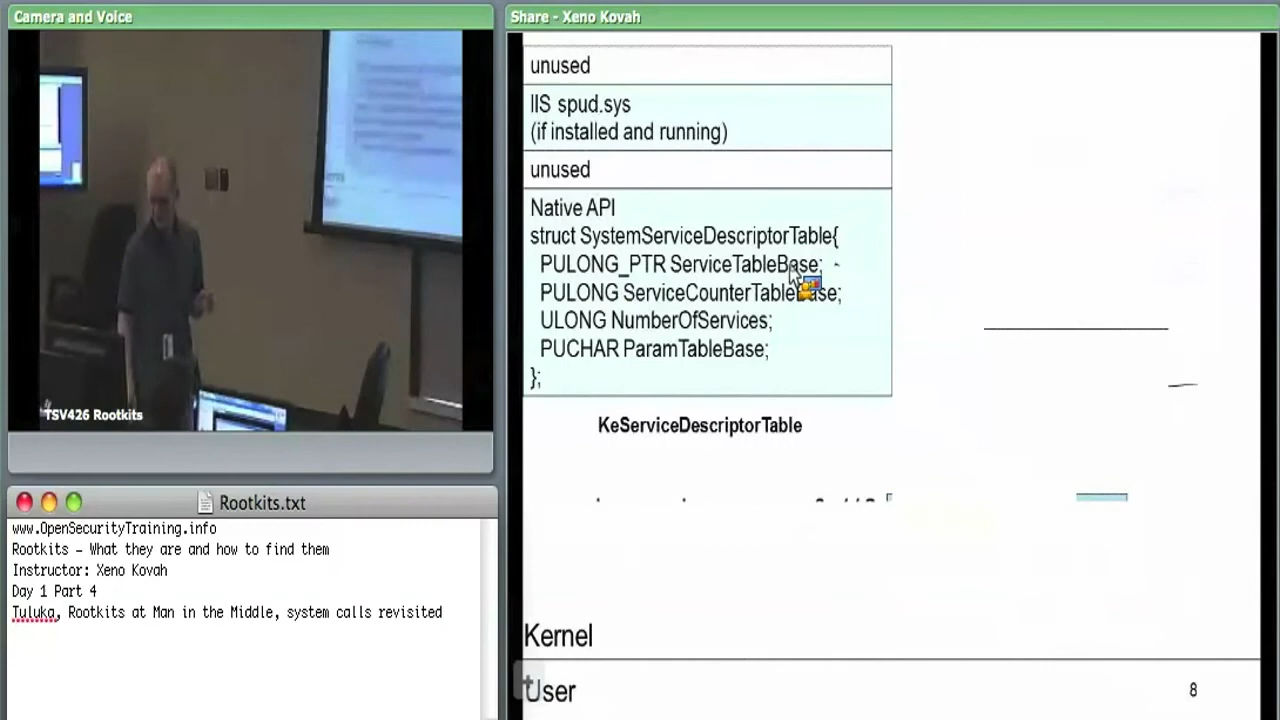 Camera and Voice
TSV426 Rootkits
Rootkits.txt
www.OpenSecurityTraining.info
Rootkits - What they are and how to find them
Instructor: Xeno Kovah
Day 1 Part 4
Tuluka, Rootkits at Man in the Middle, system calls revisited
Share - Xeno Kovah
unused
IIS spud.sys
(if installed and running)
unused
Native API
struct SystemServiceDescriptorTable{
PULONG_PTR ServiceTableBase;
PULONG ServiceCounterTableBase;
ULONG NumberOfServices;
PUCHAR ParamTableBase;
};
KeServiceDescriptorTable
Kernel
User
8